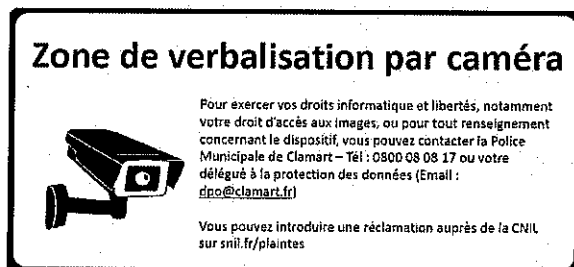 Zone de verbalisation par caméra
Pour exercer vos droits informatique et libertés, notamment
votre droit d'accès aux images, ou pour tout renseignement
concernant le dispositif, vous pouvez contacter la Police
Municipale de Clamart – Tél : 0800 08 08 17 ou votre
délégué à la protection des données (Email :
dpo@clamart.fr)
Vous pouvez introduire une réclamation auprès de la CNIL
sur snil.fr/plaintes